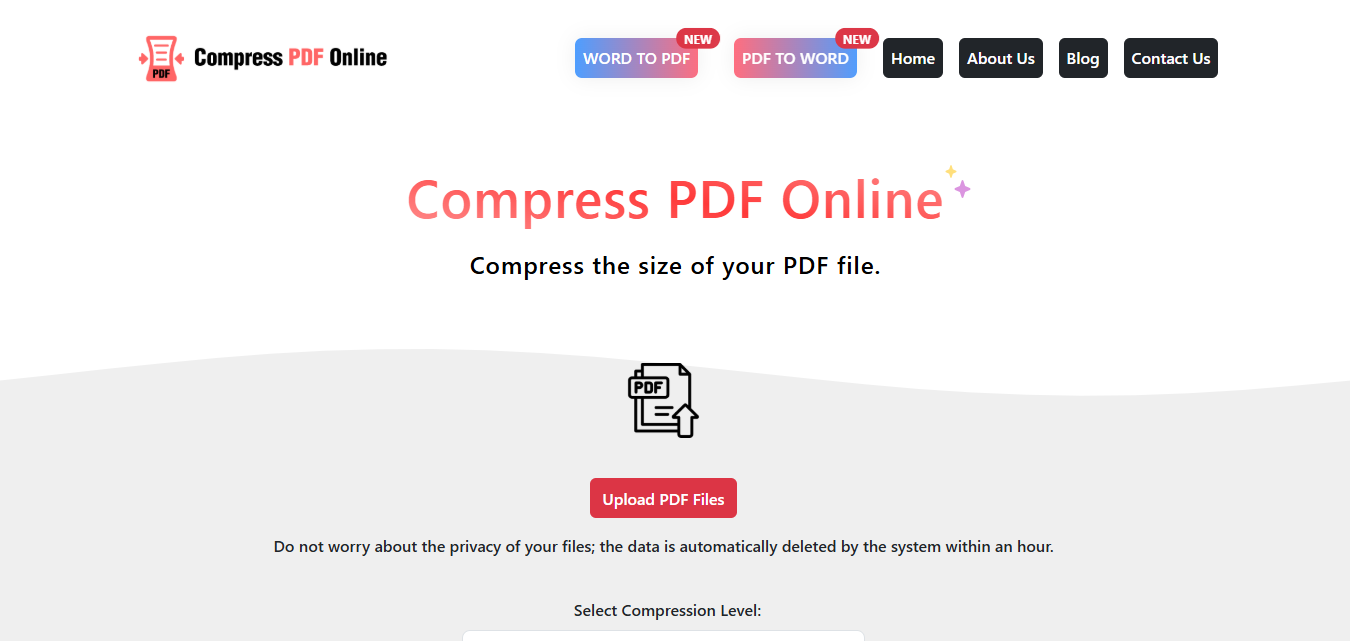 PDF
Compress PDF Online
WORD TO PDF
NEW
PDF TO WORD
NEW
Home
About Us
Blog
Contact Us
Compress PDF Online
Compress the size of your PDF file.
PDF
Upload PDF Files
Do not worry about the privacy of your files; the data is automatically deleted by the system within an hour.
Select Compression Level: